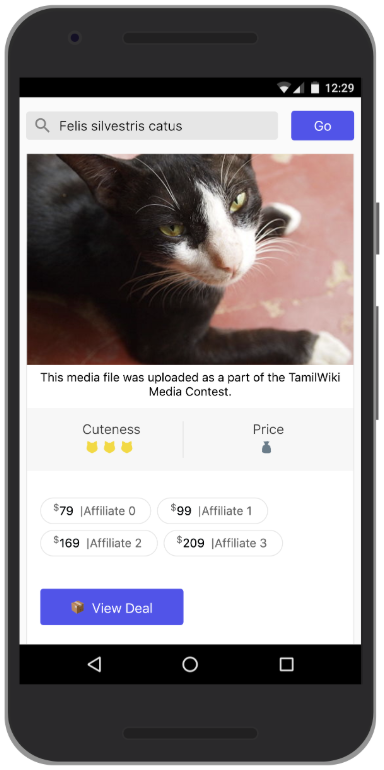 12:29
Felis silvestris catus
Go
This media file was uploaded as a part of the TamilWiki
Media Contest.
Cuteness
Price
$79 |Affiliate 0
$99 |Affiliate 1
$169 |Affiliate 2
$209 |Affiliate 3
View Deal